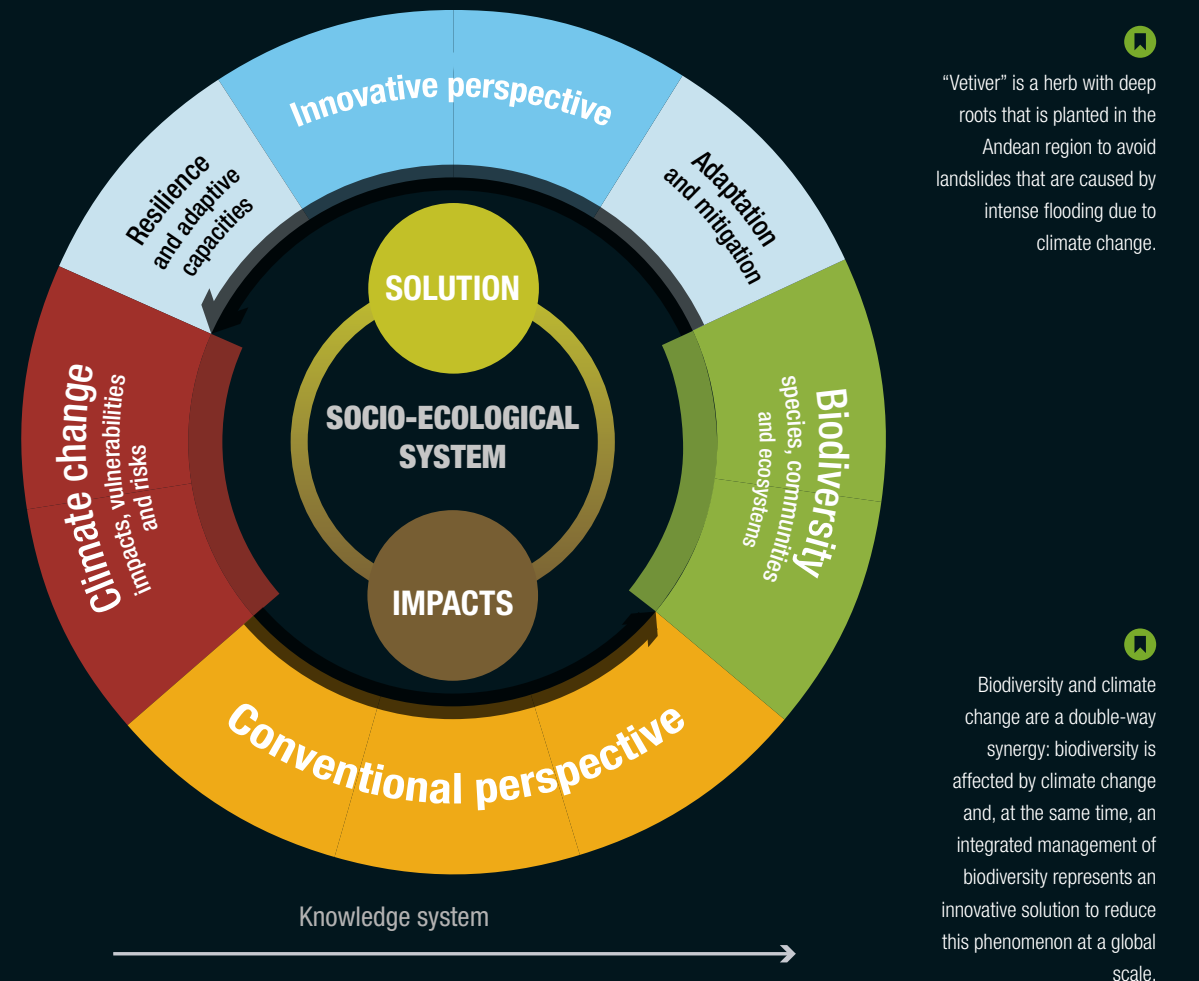 Innovative perspective
Resilience
and adaptive
capacities
Adaptation
and mitigation
SOLUTION
SOCIO-ECOLOGICAL
SYSTEM
IMPACTS
Climate change
impacts, vulnerabilities
and risks
Biodiversity
species, communities
and ecosystems
Conventional perspective
Knowledge system
“Vetiver” is a herb with deep
roots that is planted in the
Andean region to avoid
landslides that are caused by
intense flooding due to
climate change.
Biodiversity and climate
change are a double-way
synergy: biodiversity is
affected by climate change
and, at the same time, an
integrated management of
biodiversity represents an
innovative solution to reduce
this phenomenon at a global
scale.